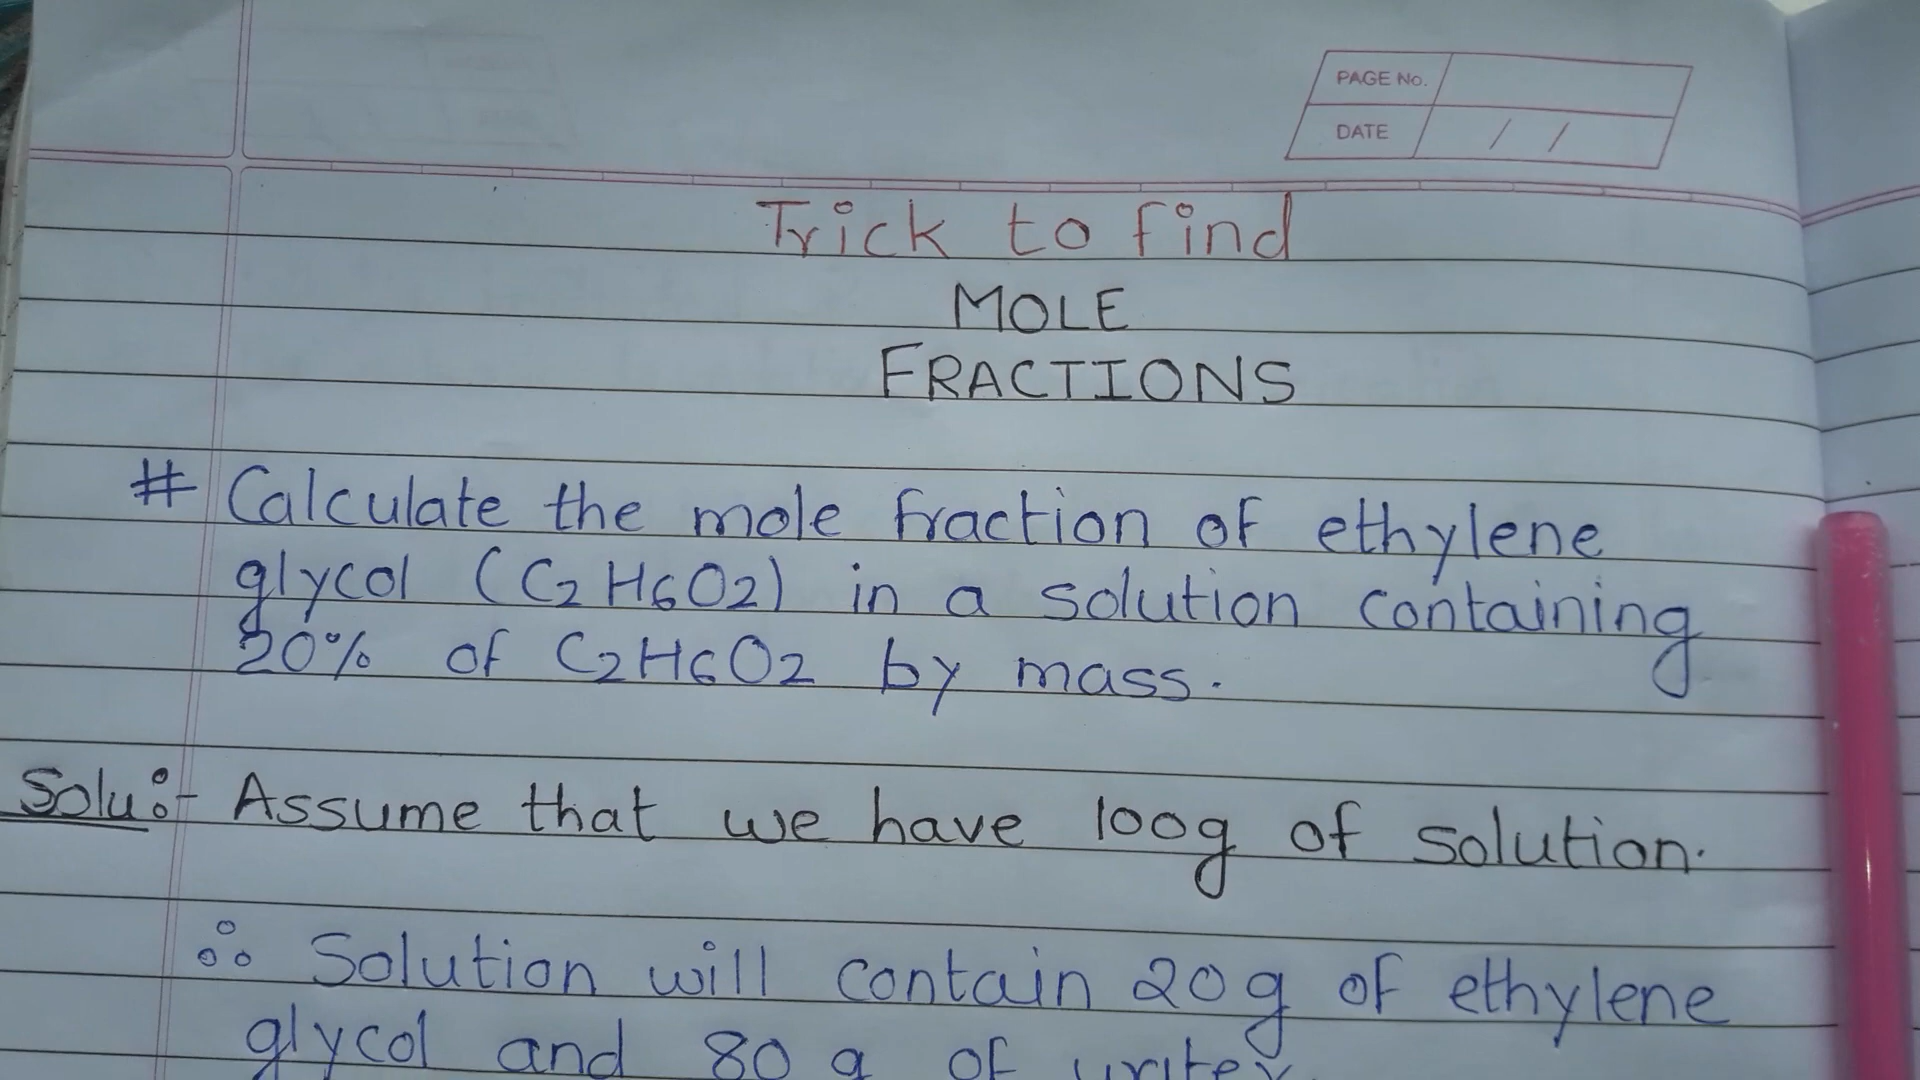 PAGE No.
DATE / /
Trick to find
MOLE
FRACTIONS
# Calculate the mole fraction of ethylene
glycol (C2H6O2) in a solution containing
20% of C2H6O2 by mass.
Solu:- Assume that we have 100g of solution.
∴ Solution will contain 20g of ethylene
glycol and 80 g of water